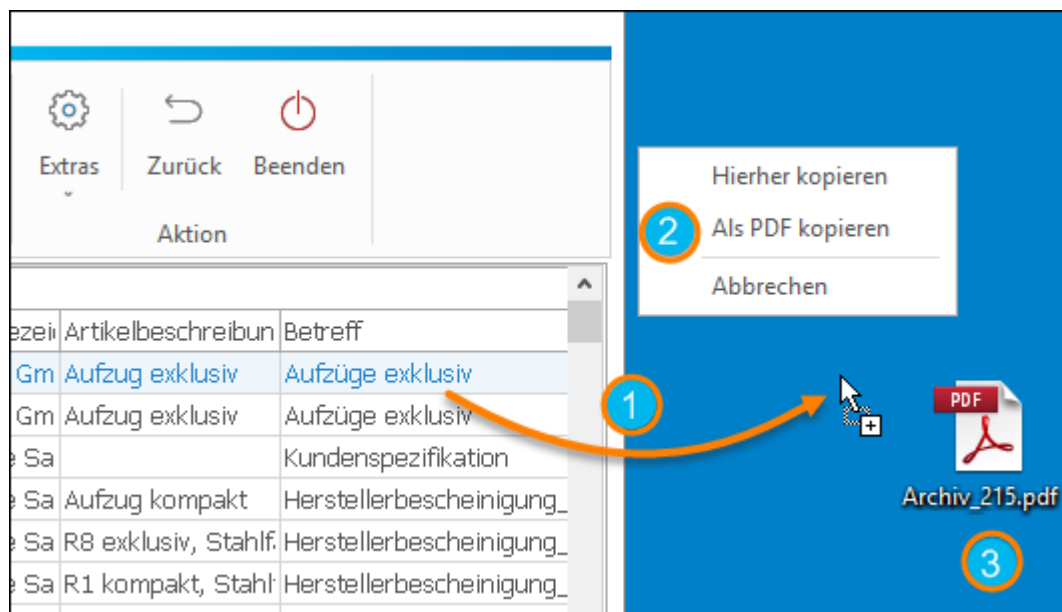 Extras Zurück Beenden
Aktion
Hierher kopieren
2 Als PDF kopieren
Abbrechen
ezei Artikelbeschreibun Betreff
Gm Aufzug exklusiv Aufzüge exklusiv
Gm Aufzug exklusiv Aufzüge exklusiv
e Sa Kundenspezifikation
e Sa Aufzug kompakt Herstellerbescheinigung_
e Sa R8 exklusiv, Stahlf. Herstellerbescheinigung_
e Sa R1 kompakt, Stahl Herstellerbescheinigung_
1
PDF
Archiv_215.pdf
3